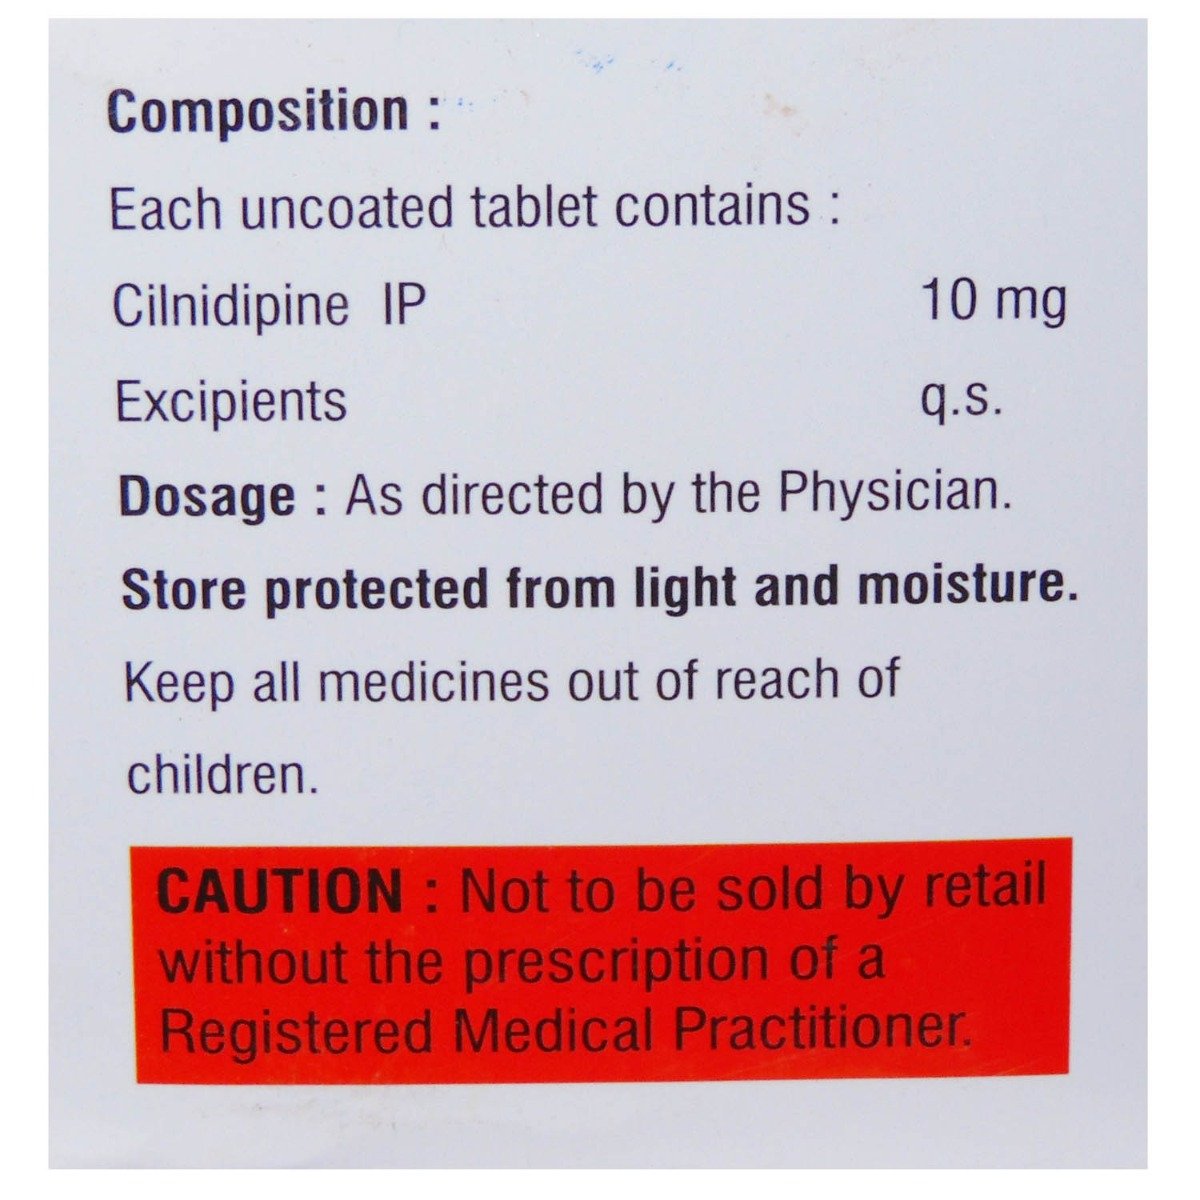 Composition :
Each uncoated tablet contains :
Cilnidipine IP 10 mg
Excipients q.s.
Dosage : As directed by the Physician.
Store protected from light and moisture.
Keep all medicines out of reach of
children.
CAUTION : Not to be sold by retail
without the prescription of a
Registered Medical Practitioner.